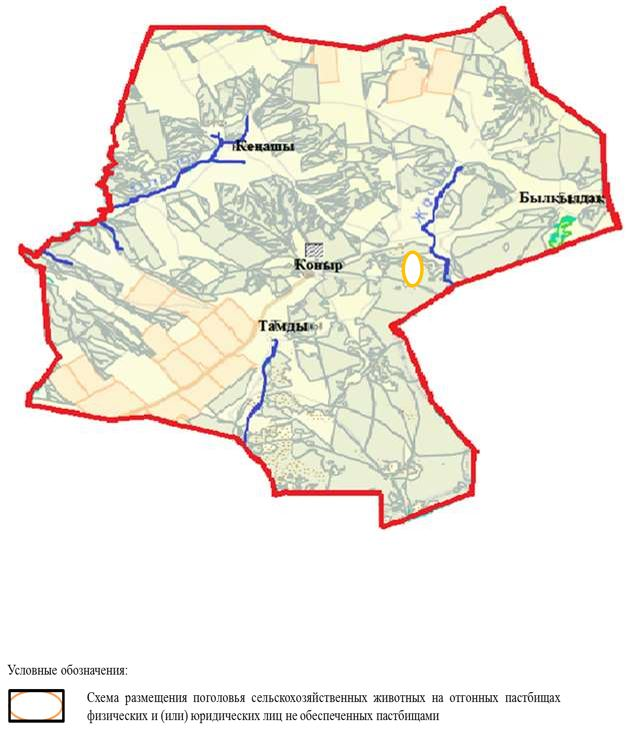 Кенашы
Былкылдак
Коныр
Тамды
Условные обозначения:
Схема размещения поголовья сельскохозяйственных животных на отгонных пастбищах
физических и (или) юридических лиц не обеспеченных пастбищами